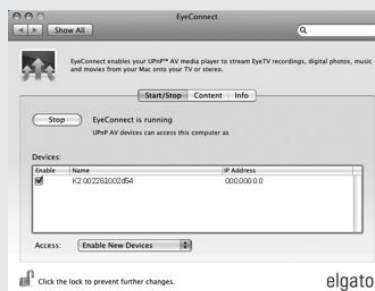 EyeConnect
Show All
EyeConnect enables your UPnP™ AV media player to stream EyeTV recordings, digital photos, music
and movies from your Mac onto your TV or stereo.
Start/Stop Content Info
Stop EyeConnect is running
UPnP AV devices can access this computer as
Devices:
Enable Name IP Address
K2 002261002d54 000.000.0.0
Access: Enable New Devices
Click the lock to prevent further changes. elgato